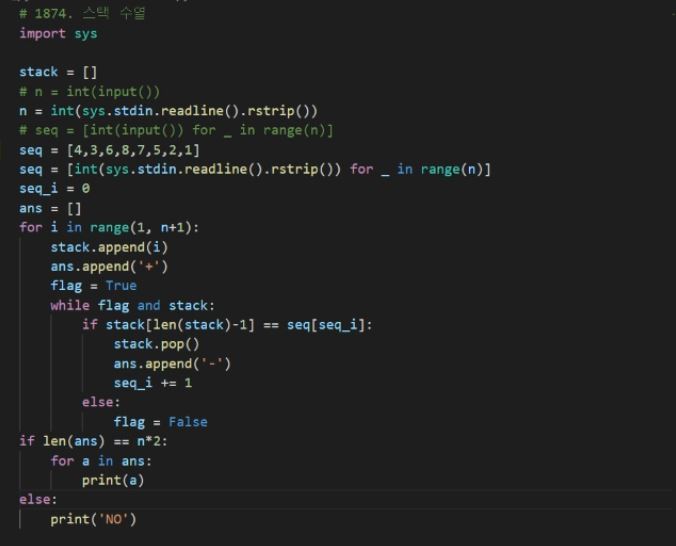 # 1874. 스택 수열
import sys
stack = []
# n = int(input())
n = int(sys.stdin.readline().rstrip())
# seq = [int(input()) for _ in range(n)]
seq = [4,3,6,8,7,5,2,1]
seq = [int(sys.stdin.readline().rstrip()) for _ in range(n)]
seq_i = 0
ans = []
for i in range(1, n+1):
    stack.append(i)
    ans.append('+')
    flag = True
    while flag and stack:
        if stack[len(stack)-1] == seq[seq_i]:
            stack.pop()
            ans.append('-')
            seq_i += 1
        else:
            flag = False
if len(ans) == n*2:
    for a in ans:
        print(a)
else:
    print('NO')